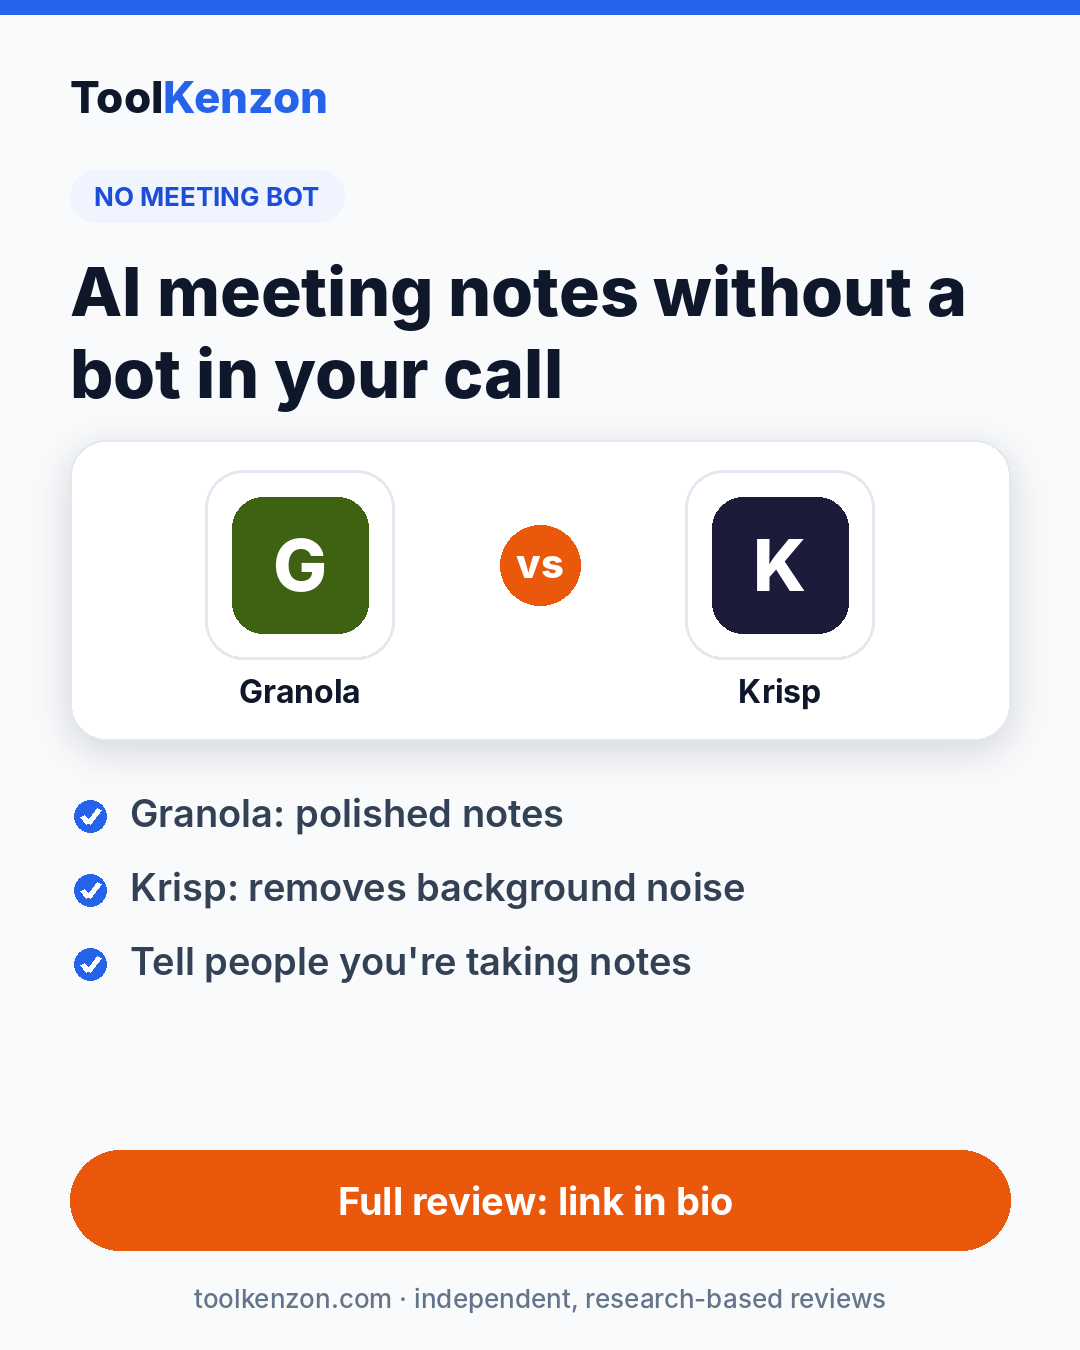 ToolKenzon
NO MEETING BOT
AI meeting notes without a
bot in your call
G
vs
K
Granola
Krisp
Granola: polished notes
Krisp: removes background noise
Tell people you're taking notes
Full review: link in bio
toolkenzon.com · independent, research-based reviews